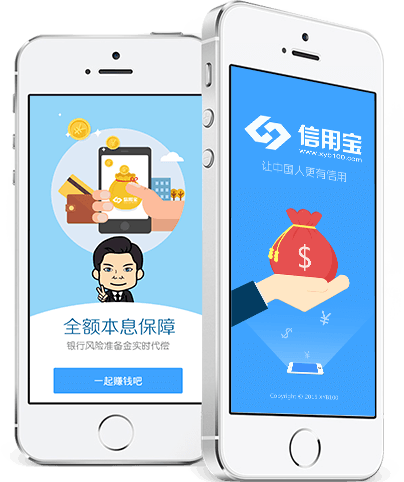 全额本息保障
银行风险准备金实时代偿
一起赚钱吧
信用宝
www.xyb100.com
让中国人更有信用
$
$
¥